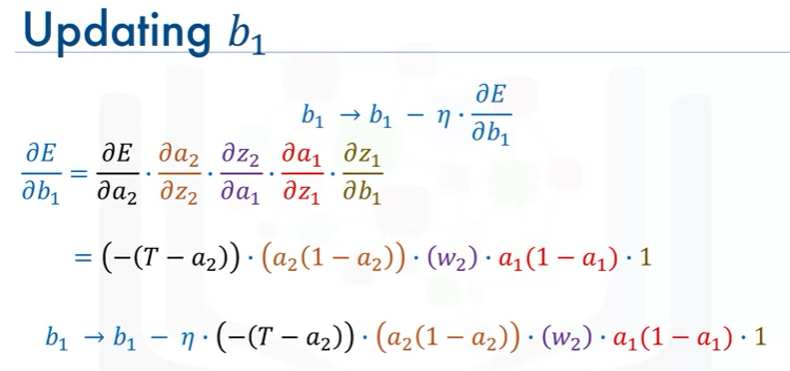 Updating b₁
b₁ → b₁ − η · ∂E/∂b₁
∂E/∂b₁ = ∂E/∂a₂ · ∂a₂/∂z₂ · ∂z₂/∂a₁ · ∂a₁/∂z₁ · ∂z₁/∂b₁
= (−(T − a₂)) · (a₂(1 − a₂)) · (w₂) · a₁(1 − a₁) · 1
b₁ → b₁ − η · (−(T − a₂)) · (a₂(1 − a₂)) · (w₂) · a₁(1 − a₁) · 1